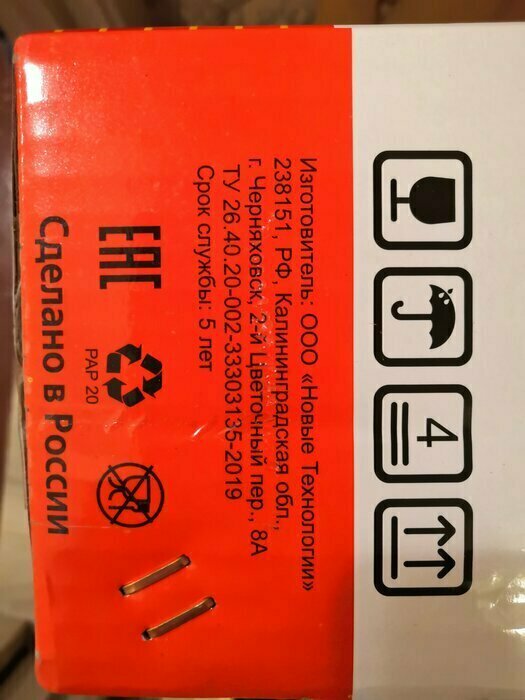 4
Изготовитель: ООО «Новые Технологии»
238151, РФ, Калининградская обл.,
г. Черняховск, 2-й Цветочный пер., 8А
ТУ 26.40.20-002-33303135-2019
Срок службы: 5 лет
EAC
PAP 20
Сделано в России